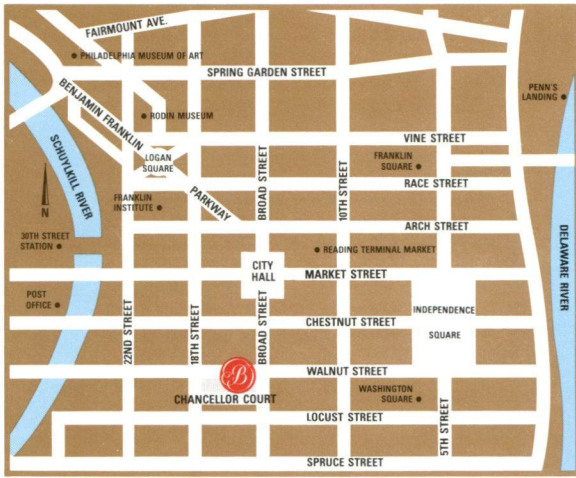 FAIRMOUNT AVE.
PHILADELPHIA MUSEUM OF ART
SPRING GARDEN STREET
PENN'S
LANDING
BENJAMIN FRANKLIN
PARKWAY
RODIN MUSEUM
VINE STREET
SCHUYLKILL RIVER
LOGAN
SQUARE
BROAD STREET
10TH STREET
FRANKLIN
SQUARE
RACE STREET
N
FRANKLIN
INSTITUTE
ARCH STREET
30TH STREET
STATION
READING TERMINAL MARKET
DELAWARE RIVER
CITY
HALL
MARKET STREET
POST
OFFICE
22ND STREET
18TH STREET
BROAD STREET
CHESTNUT STREET
INDEPENDENCE
SQUARE
B
WALNUT STREET
CHANCELLOR COURT
WASHINGTON
SQUARE
LOCUST STREET
5TH STREET
SPRUCE STREET